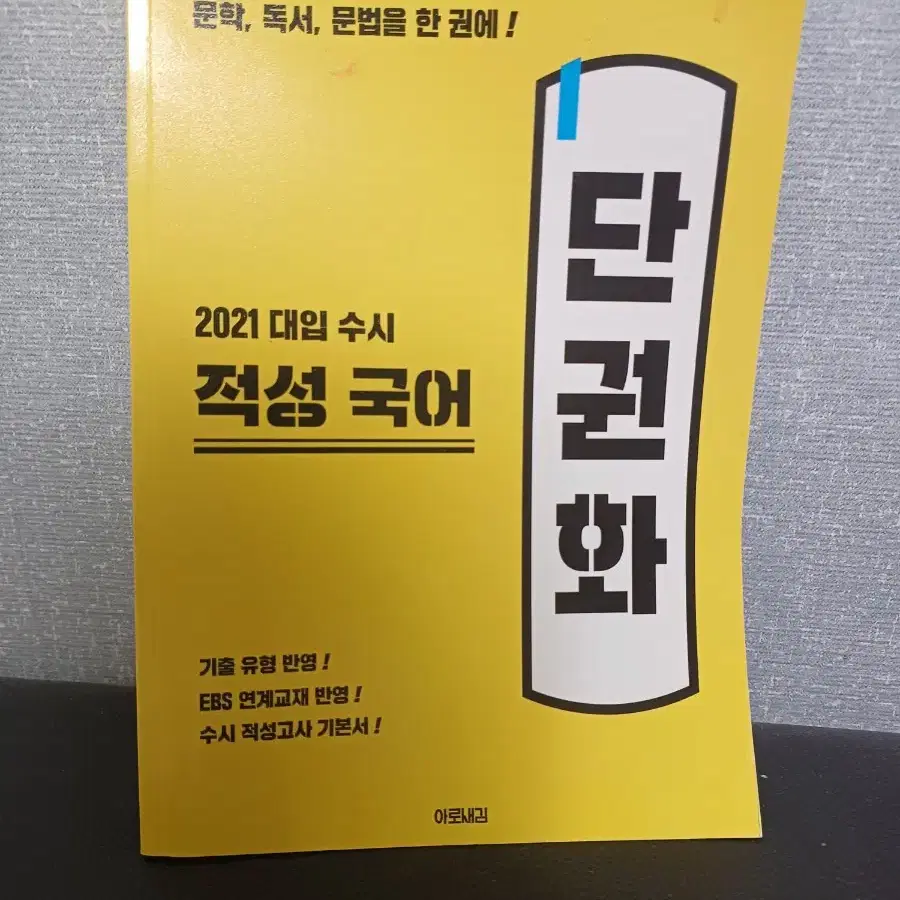 문학, 독서, 문법을 한 권에!
단권화
2021 대입 수시
적성 국어
기출 유형 반영!
EBS 연계교재 반영!
수시 적성고사 기본서!
아로새김